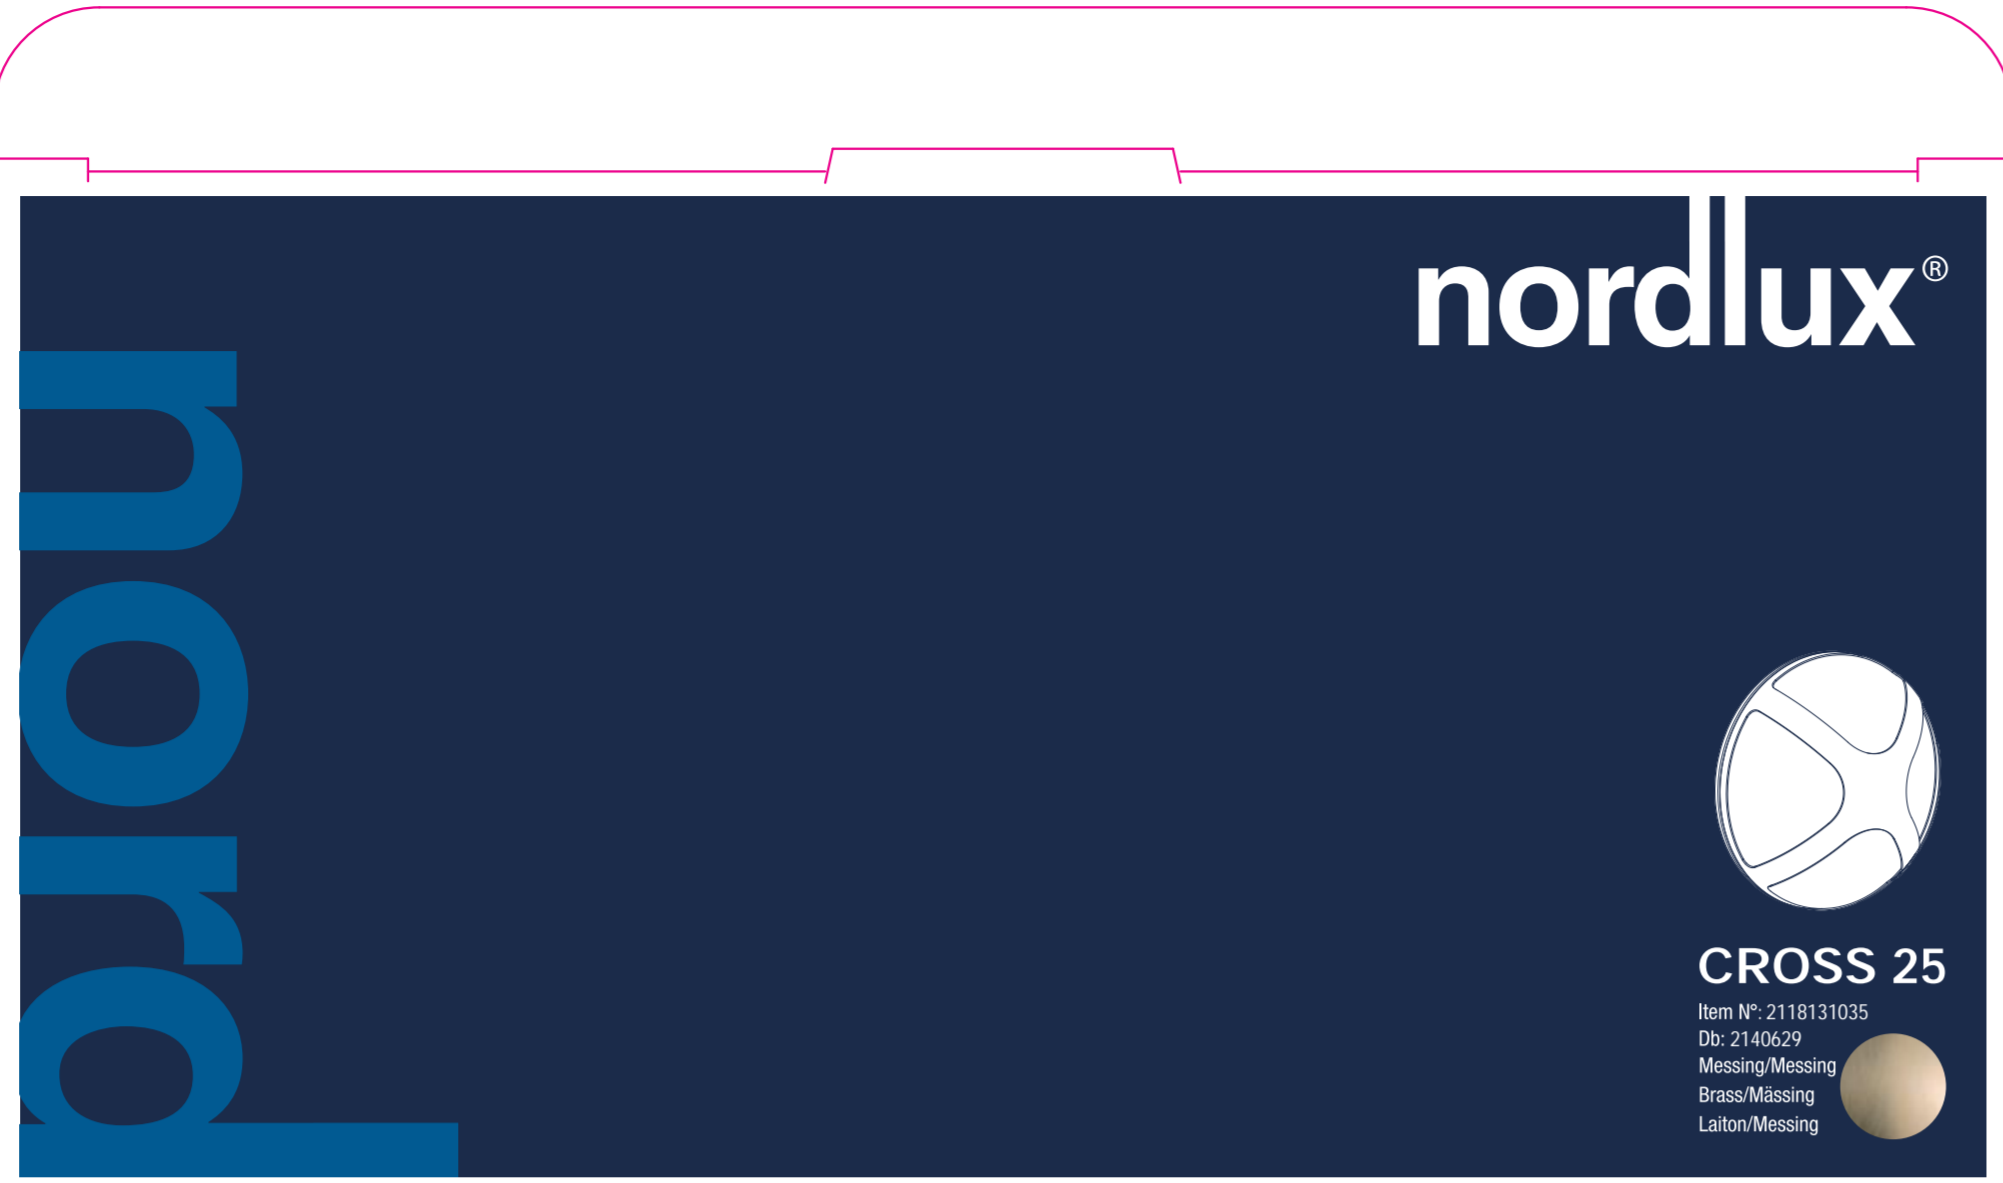 nordlux®
nord
CROSS 25
Item N°: 2118131035
Db: 2140629
Messing/Messing
Brass/Mässing
Laiton/Messing